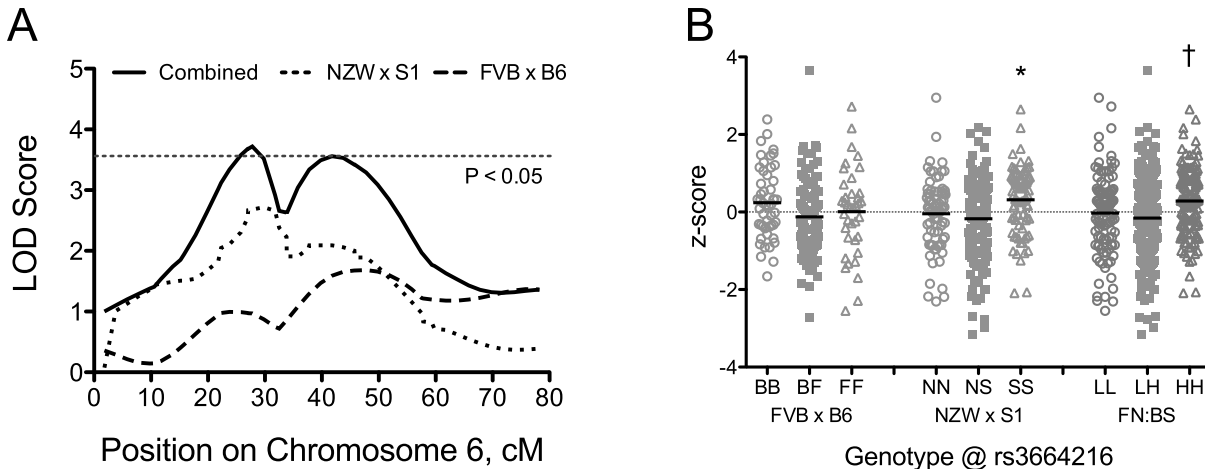 A
5
4
3
2
1
0
LOD Score
Combined
NZW x S1
FVB x B6
P < 0.05
0 10 20 30 40 50 60 70 80
Position on Chromosome 6, cM
B
4
2
0
-2
-4
z-score
*
†
BB BF FF NN NS SS LL LH HH
FVB x B6 NZW x S1 FN:BS
Genotype @ rs3664216